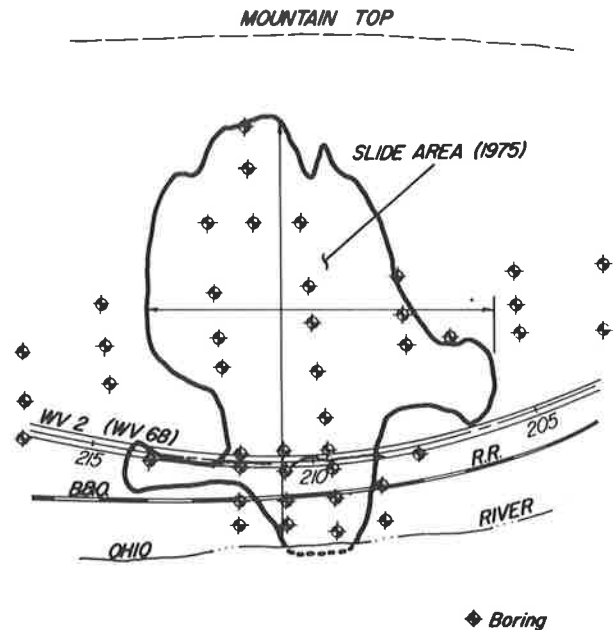 MOUNTAIN TOP
SLIDE AREA (1975)
WV 2 (WV 68)
215
210
205
B&O.
R.R.
OHIO
RIVER
Boring